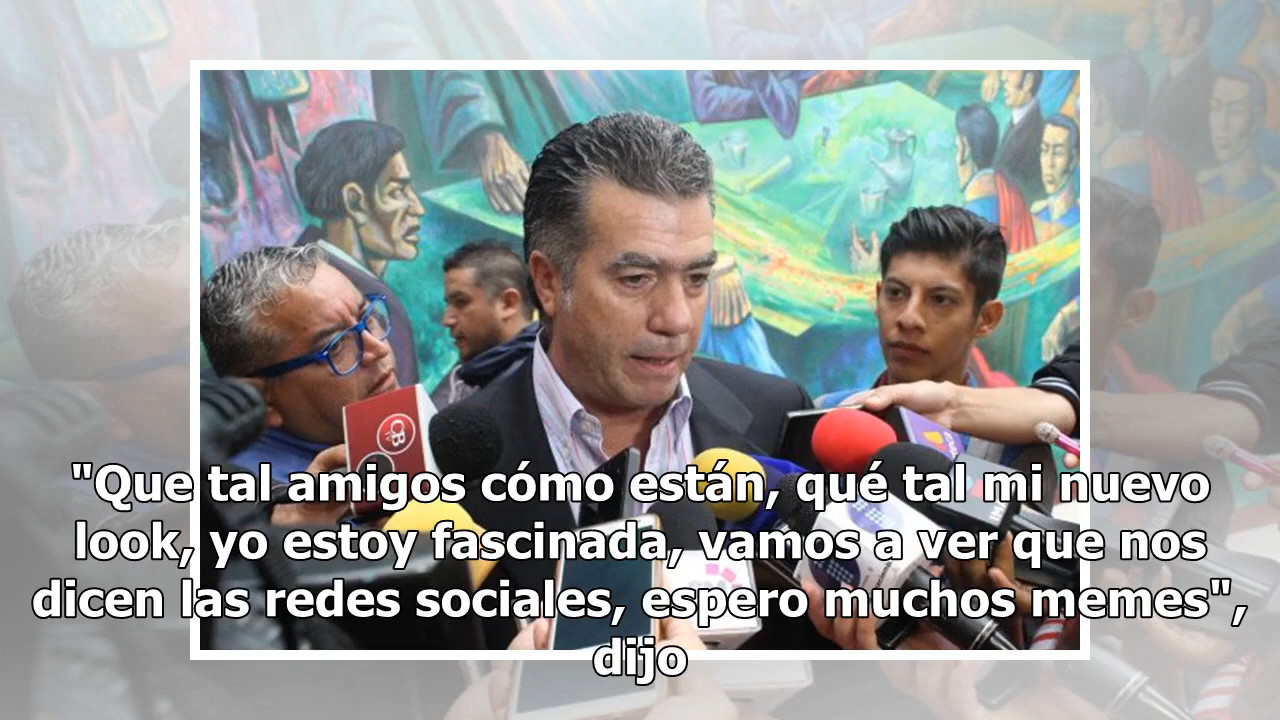 "Que tal amigos cómo están, qué tal mi nuevo
look, yo estoy fascinada, vamos a ver que nos
dicen las redes sociales, espero muchos memes",
dijo
CB